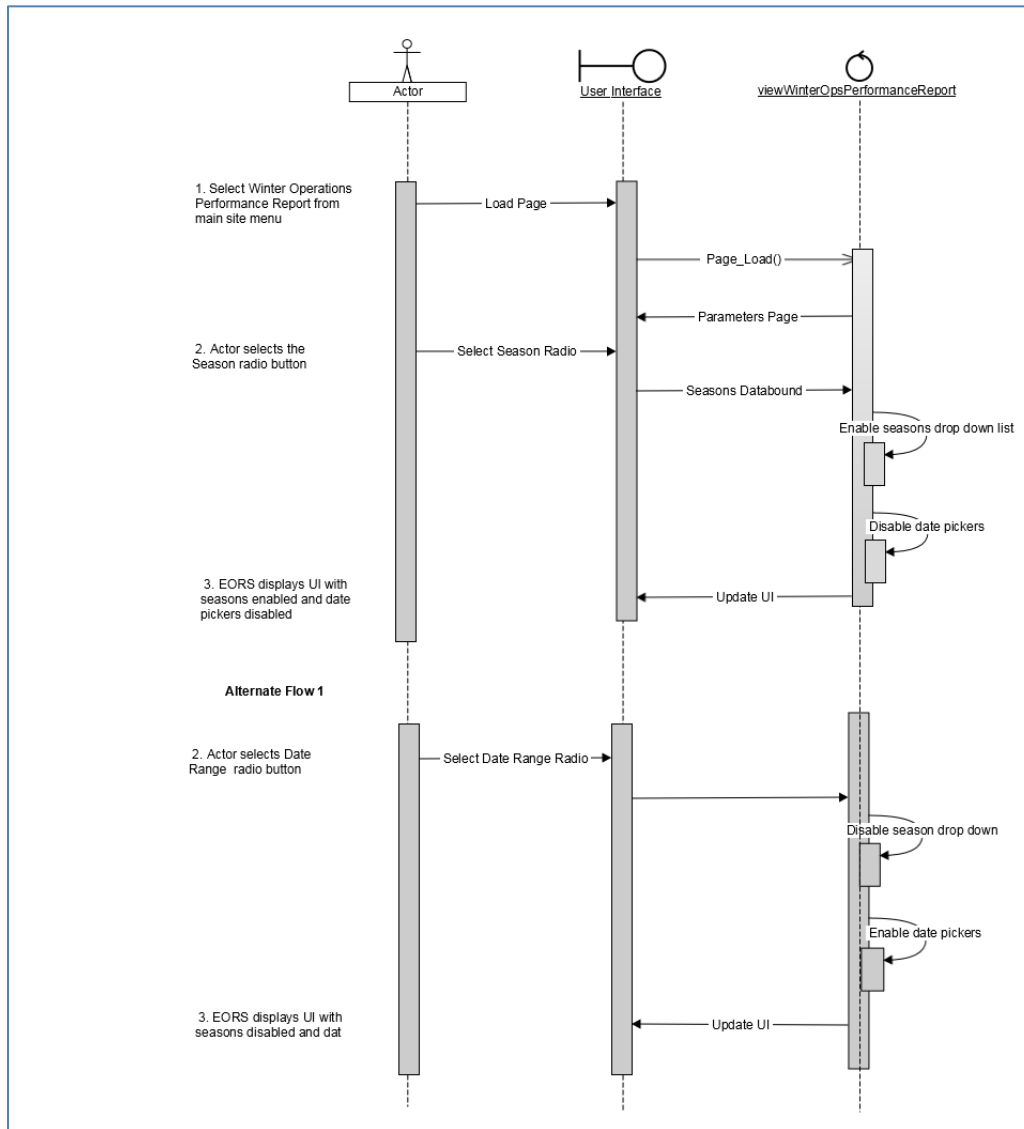 Actor
User Interface
viewWinterOpsPerformanceReport
1. Select Winter Operations
Performance Report from
main site menu
Load Page
Page_Load()
Parameters Page
2. Actor selects the
Season radio button
Select Season Radio
Seasons Databound
Enable seasons drop down list
Disable date pickers
3. EORS displays UI with
seasons enabled and date
pickers disabled
Update UI
Alternate Flow 1
2. Actor selects Date
Range radio button
Select Date Range Radio
Disable season drop down
Enable date pickers
3. EORS displays UI with
seasons disabled and dat
Update UI